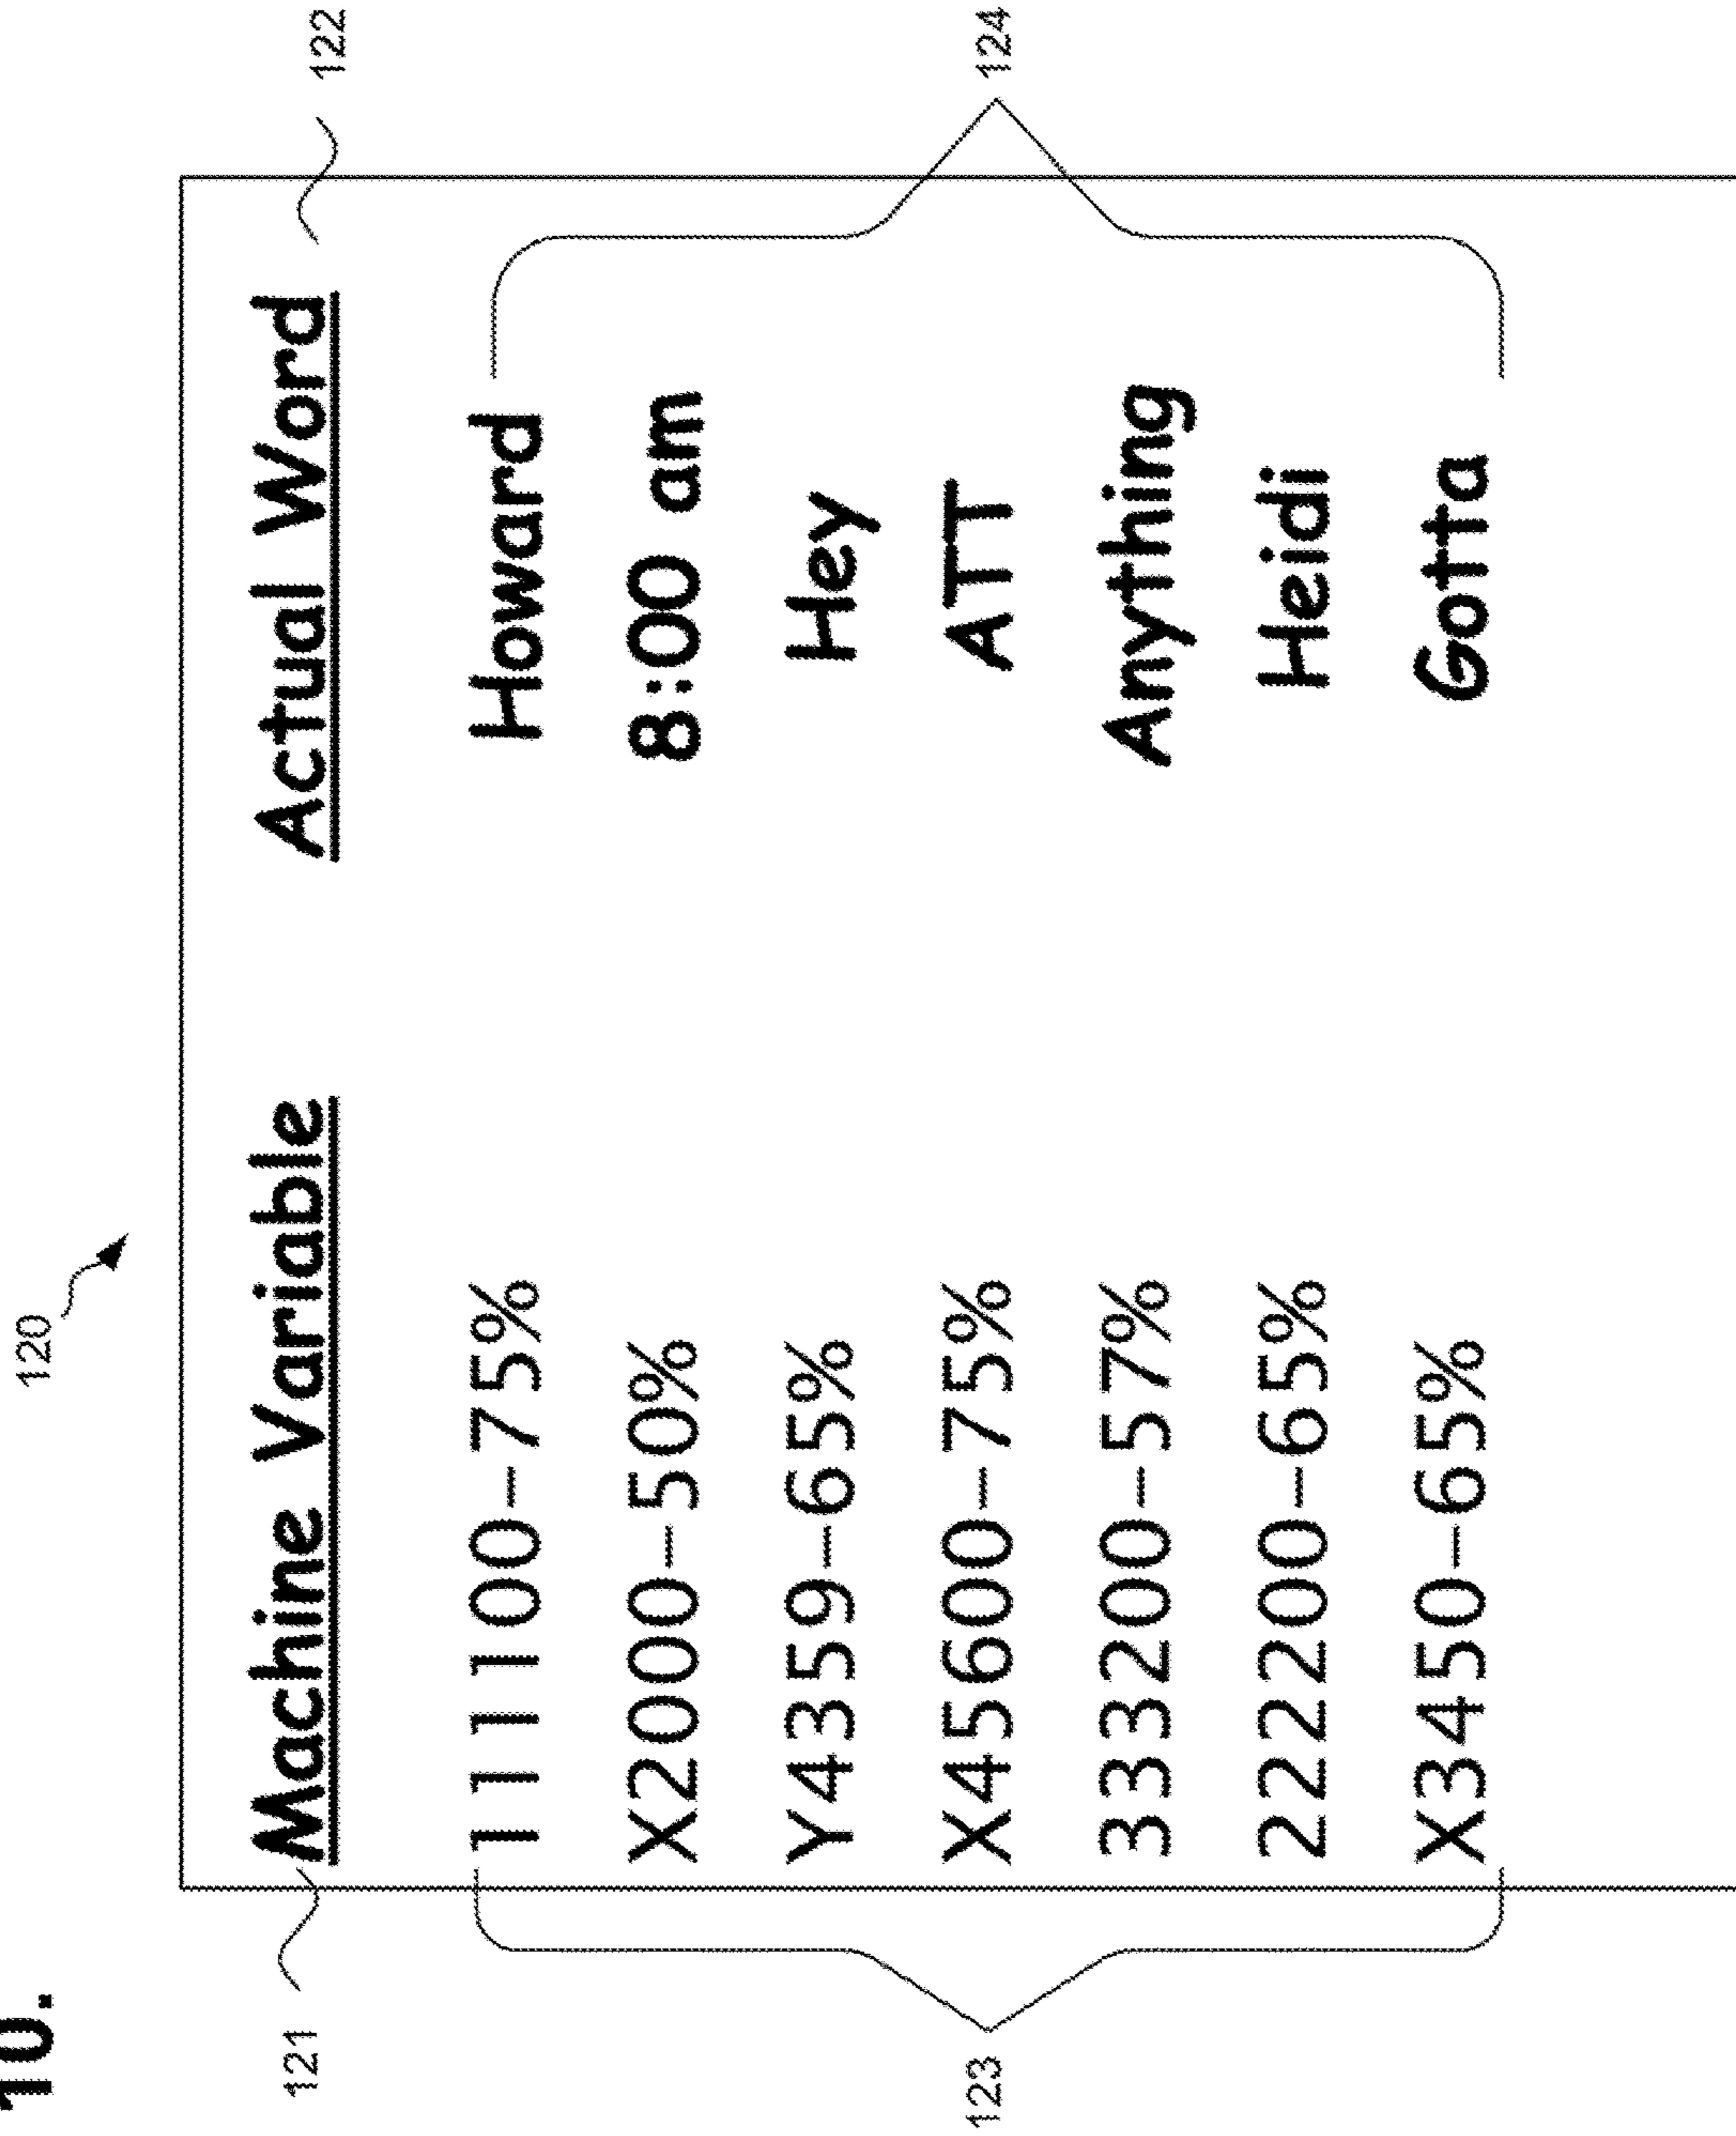 10.
120
121 Machine Variable Actual Word 122
111100-75% Howard
X2000-50% 8:00 am
Y4359-65% Hey
123 X45600-75% ATT 124
333200-57% Anything
222200-65% Heidi
X3450-65% Gotta